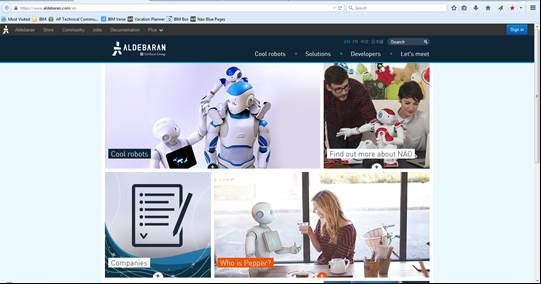 https://www.aldebaran.com/en
Search
Most Visited IBM AP Technical Commu... IBM Verse Vacation Planner IBM Box Nao Blue Pages
Aldebaran Store Community Jobs Documentation Plus
Sign in
EN FR
Search
ALDEBARAN
SoftBank Group
Cool robots Solutions Developers Let's meet
Cool robots
Find out more about NAO
Companies
Who is Pepper?